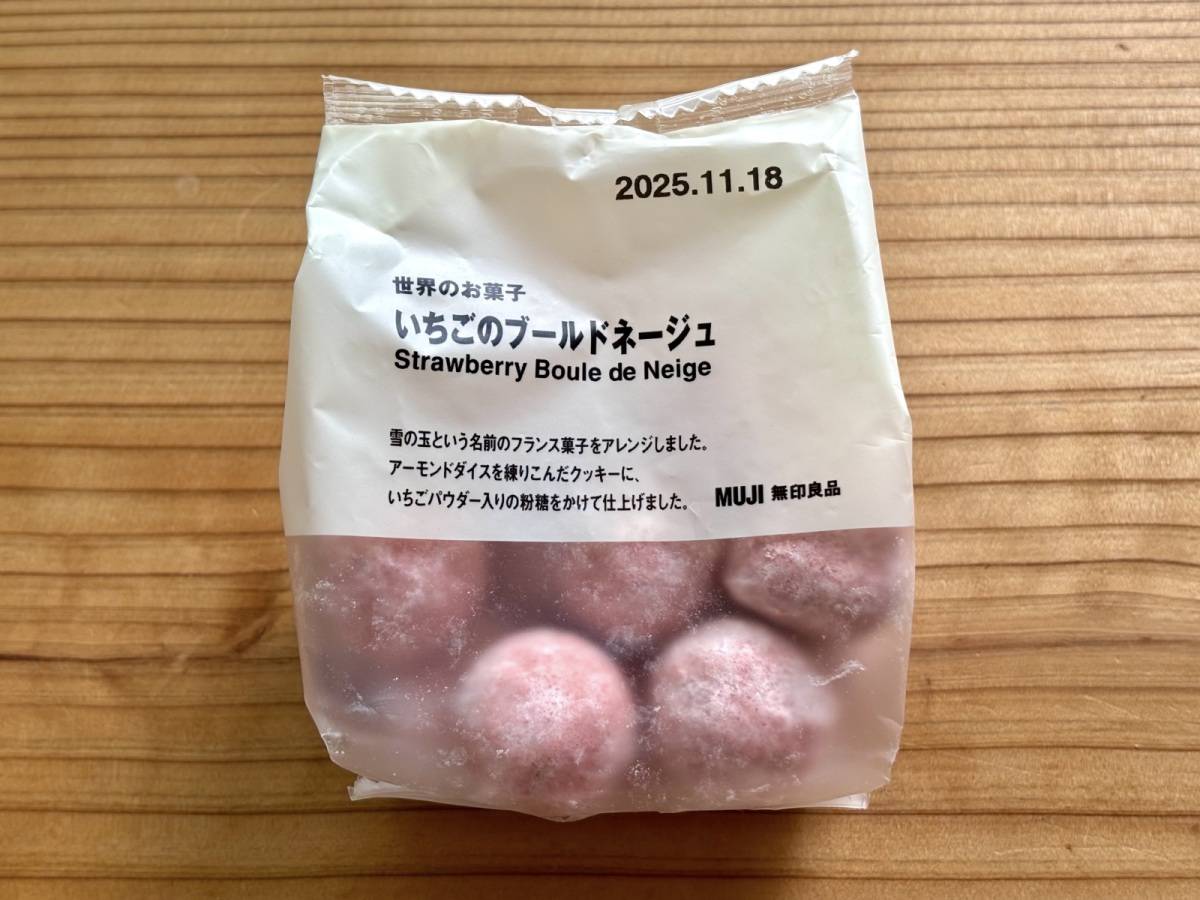 2025.11.18
世界のお菓子
いちごのブールドネージュ
Strawberry Boule de Neige
雪の玉という名前のフランス菓子をアレンジしました。
アーモンドダイスを練りこんだクッキーに、
いちごパウダー入りの粉糖をかけて仕上げました。
MUJI 無印良品